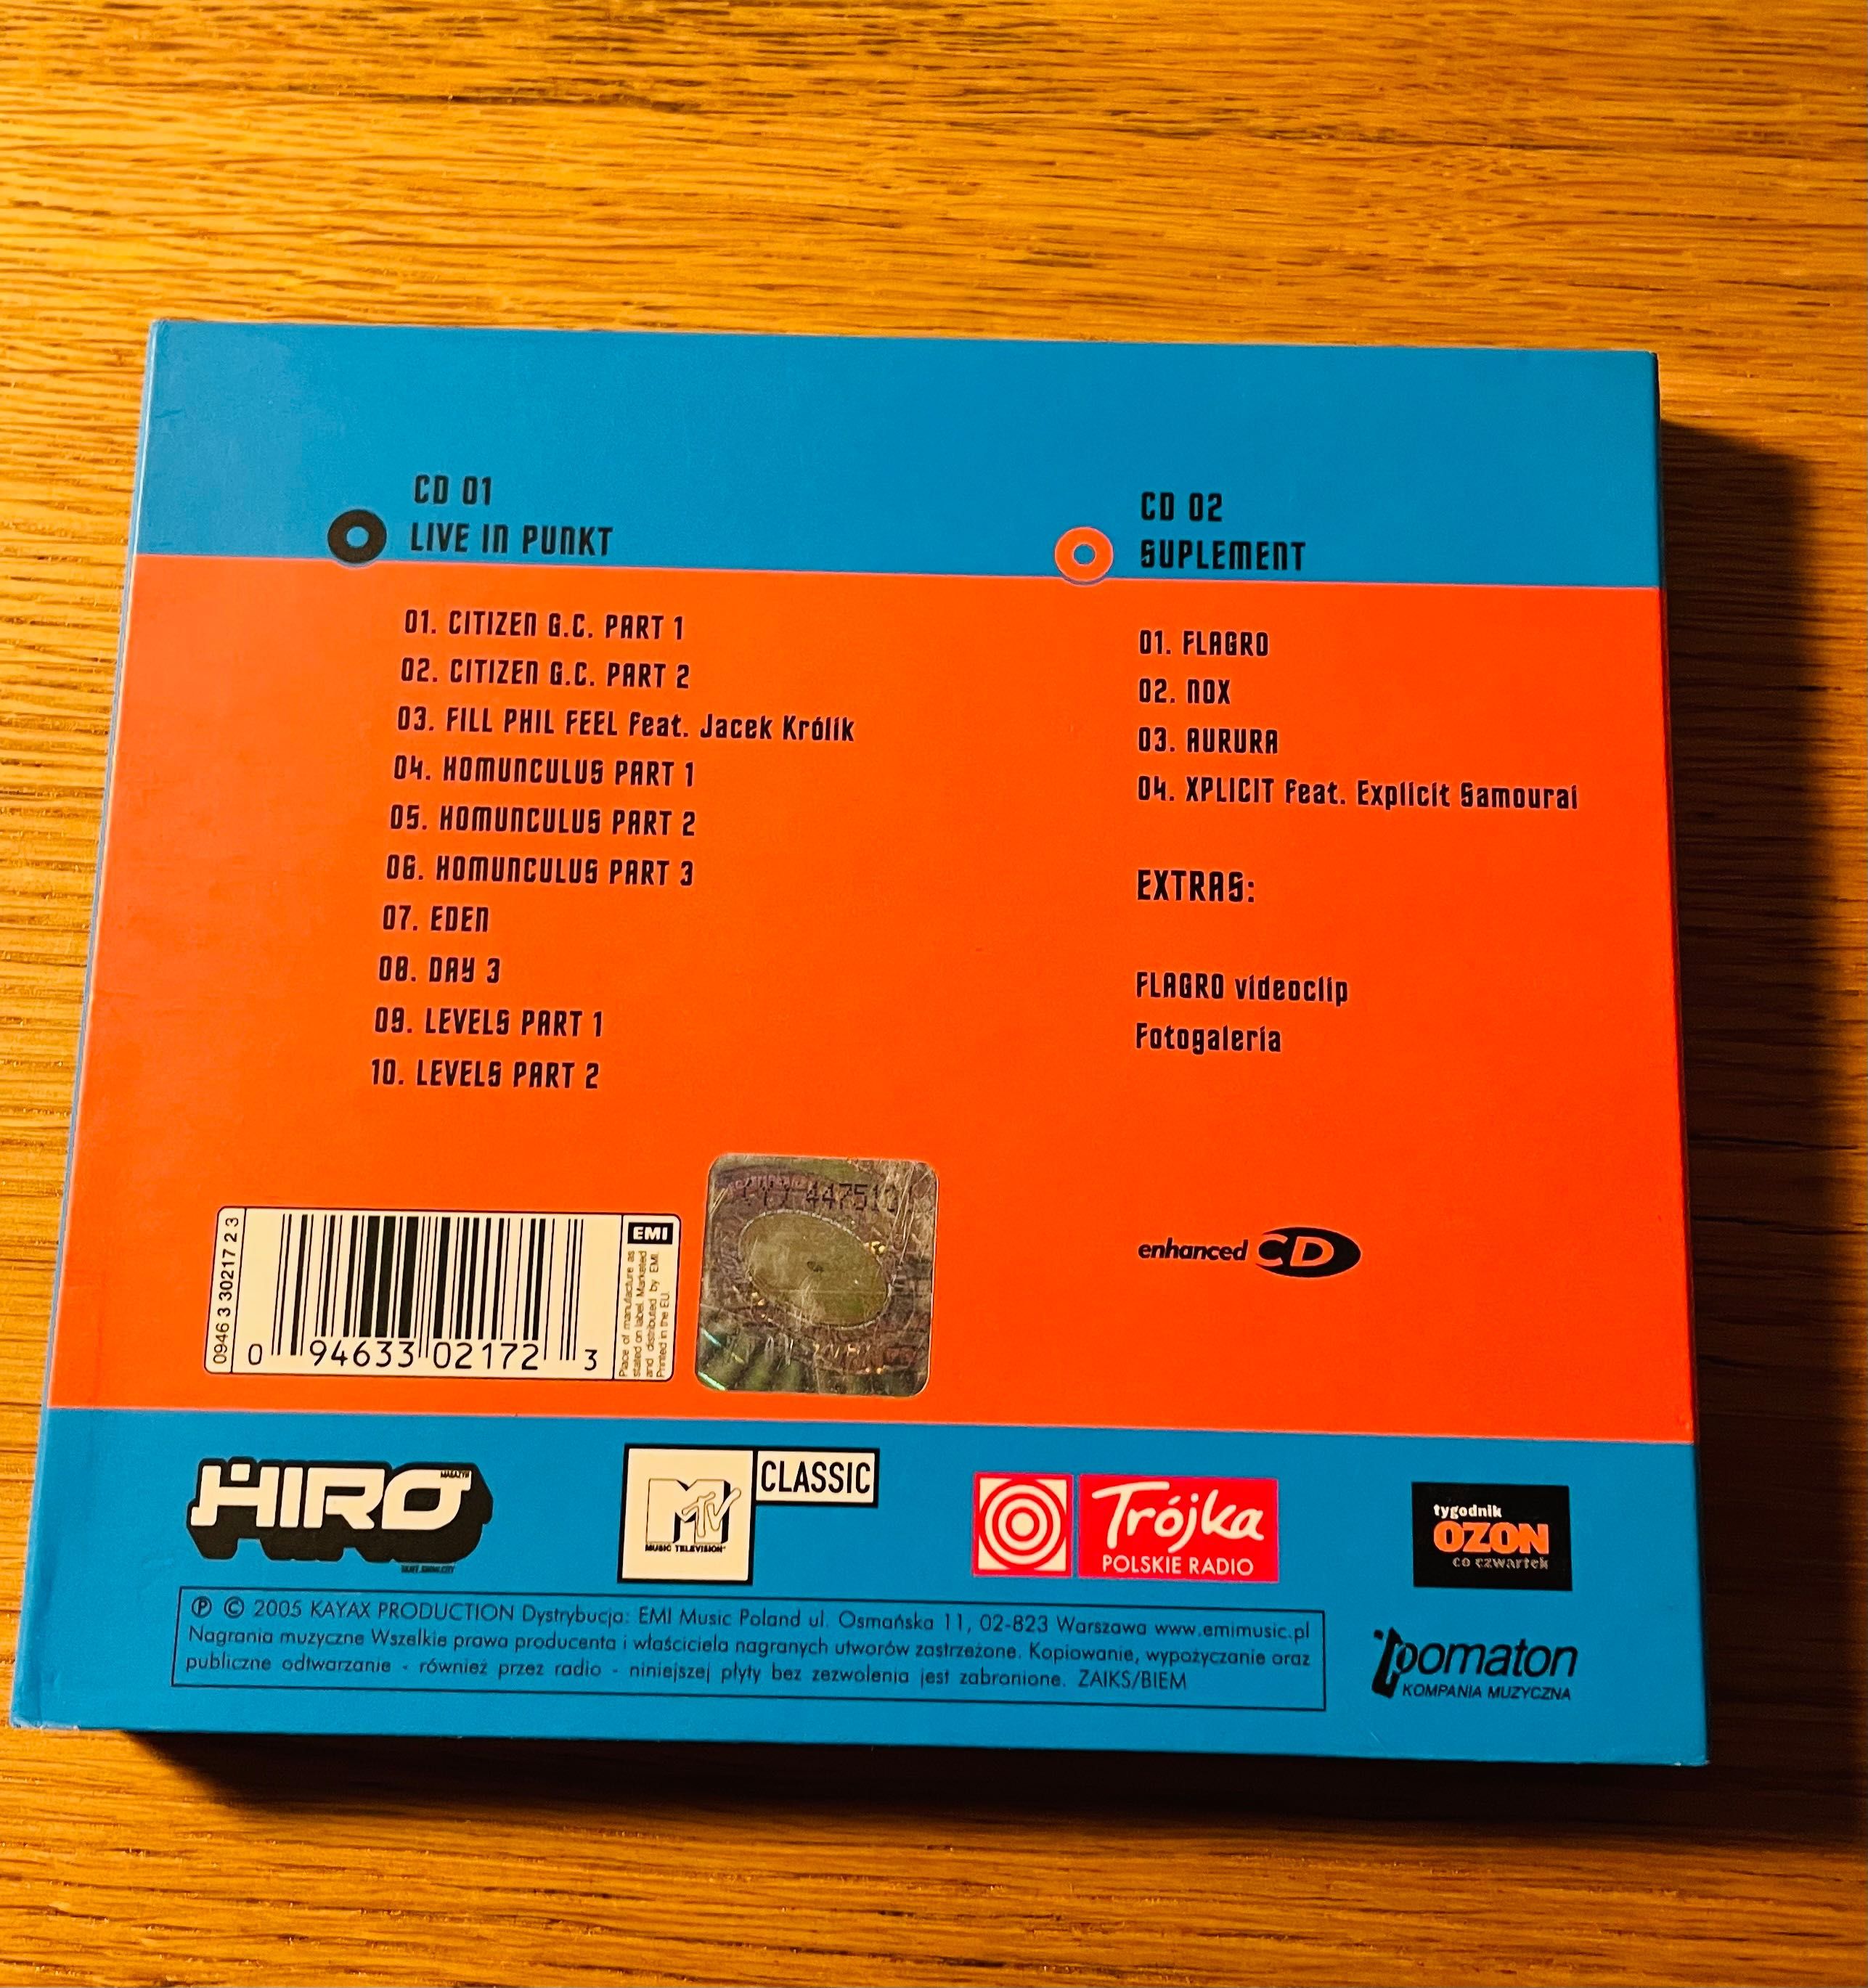 CD 01
LIVE IN PUNKT
01. CITIZEN G.C. PART 1
02. CITIZEN G.C. PART 2
03. FILL PHIL FEEL feat. Jacek Królik
04. HOMUNCULUS PART 1
05. HOMUNCULUS PART 2
06. HOMUNCULUS PART 3
07. EDEN
08. DAY 3
09. LEVELS PART 1
10. LEVELS PART 2
CD 02
SUPLEMENT
01. FLAGRO
02. NOX
03. AURURA
04. XPLICIT feat. Explicit Samourai
EXTRAS:
FLAGRO videoclip
Fotogaleria
0946 3 30217 2 3
0 94633 02172 3
EMI
Place of manufacture as
stated on label. Marketed
and distributed by EMI.
Printed in the EU.
enhanced CD
HIRO
MAGAZYN
MTV
MUSIC TELEVISION
CLASSIC
Trójka
POLSKIE RADIO
tygodnik
OZON
co czwartek
Ⓟ © 2005 KAYAX PRODUCTION Dystrybucja: EMI Music Poland ul. Osmańska 11, 02-823 Warszawa www.emimusic.pl
Nagrania muzyczne Wszelkie prawa producenta i właściciela nagranych utworów zastrzeżone. Kopiowanie, wypożyczanie oraz
publiczne odtwarzanie - również przez radio - niniejszej płyty bez zezwolenia jest zabronione. ZAIKS/BIEM
pomaton
KOMPANIA MUZYCZNA